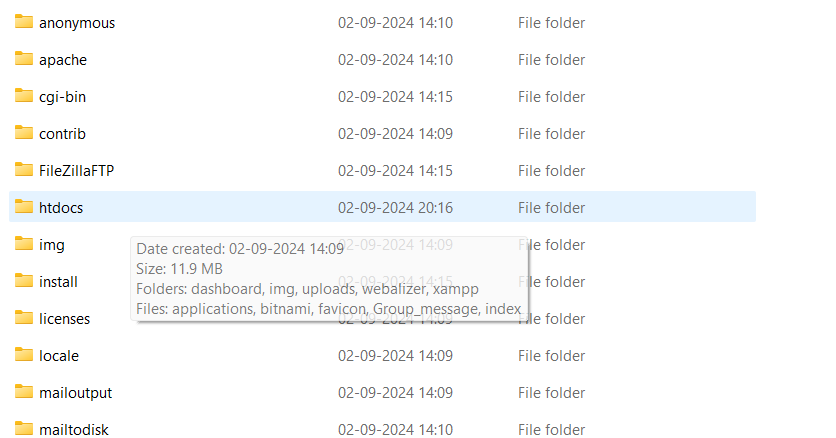 anonymous 02-09-2024 14:10 File folder
apache 02-09-2024 14:10 File folder
cgi-bin 02-09-2024 14:15 File folder
contrib 02-09-2024 14:09 File folder
FileZillaFTP 02-09-2024 14:15 File folder
htdocs 02-09-2024 20:16 File folder
img 02-09-2024 14:09 File folder
Date created: 02-09-2024 14:09
Size: 11.9 MB
install 02-09-2024 14:15 File folder
Folders: dashboard, img, uploads, webalizer, xampp
Files: applications, bitnami, favicon, Group_message, index
licenses 02-09-2024 14:09 File folder
locale 02-09-2024 14:09 File folder
mailoutput 02-09-2024 14:09 File folder
mailtodisk 02-09-2024 14:10 File folder